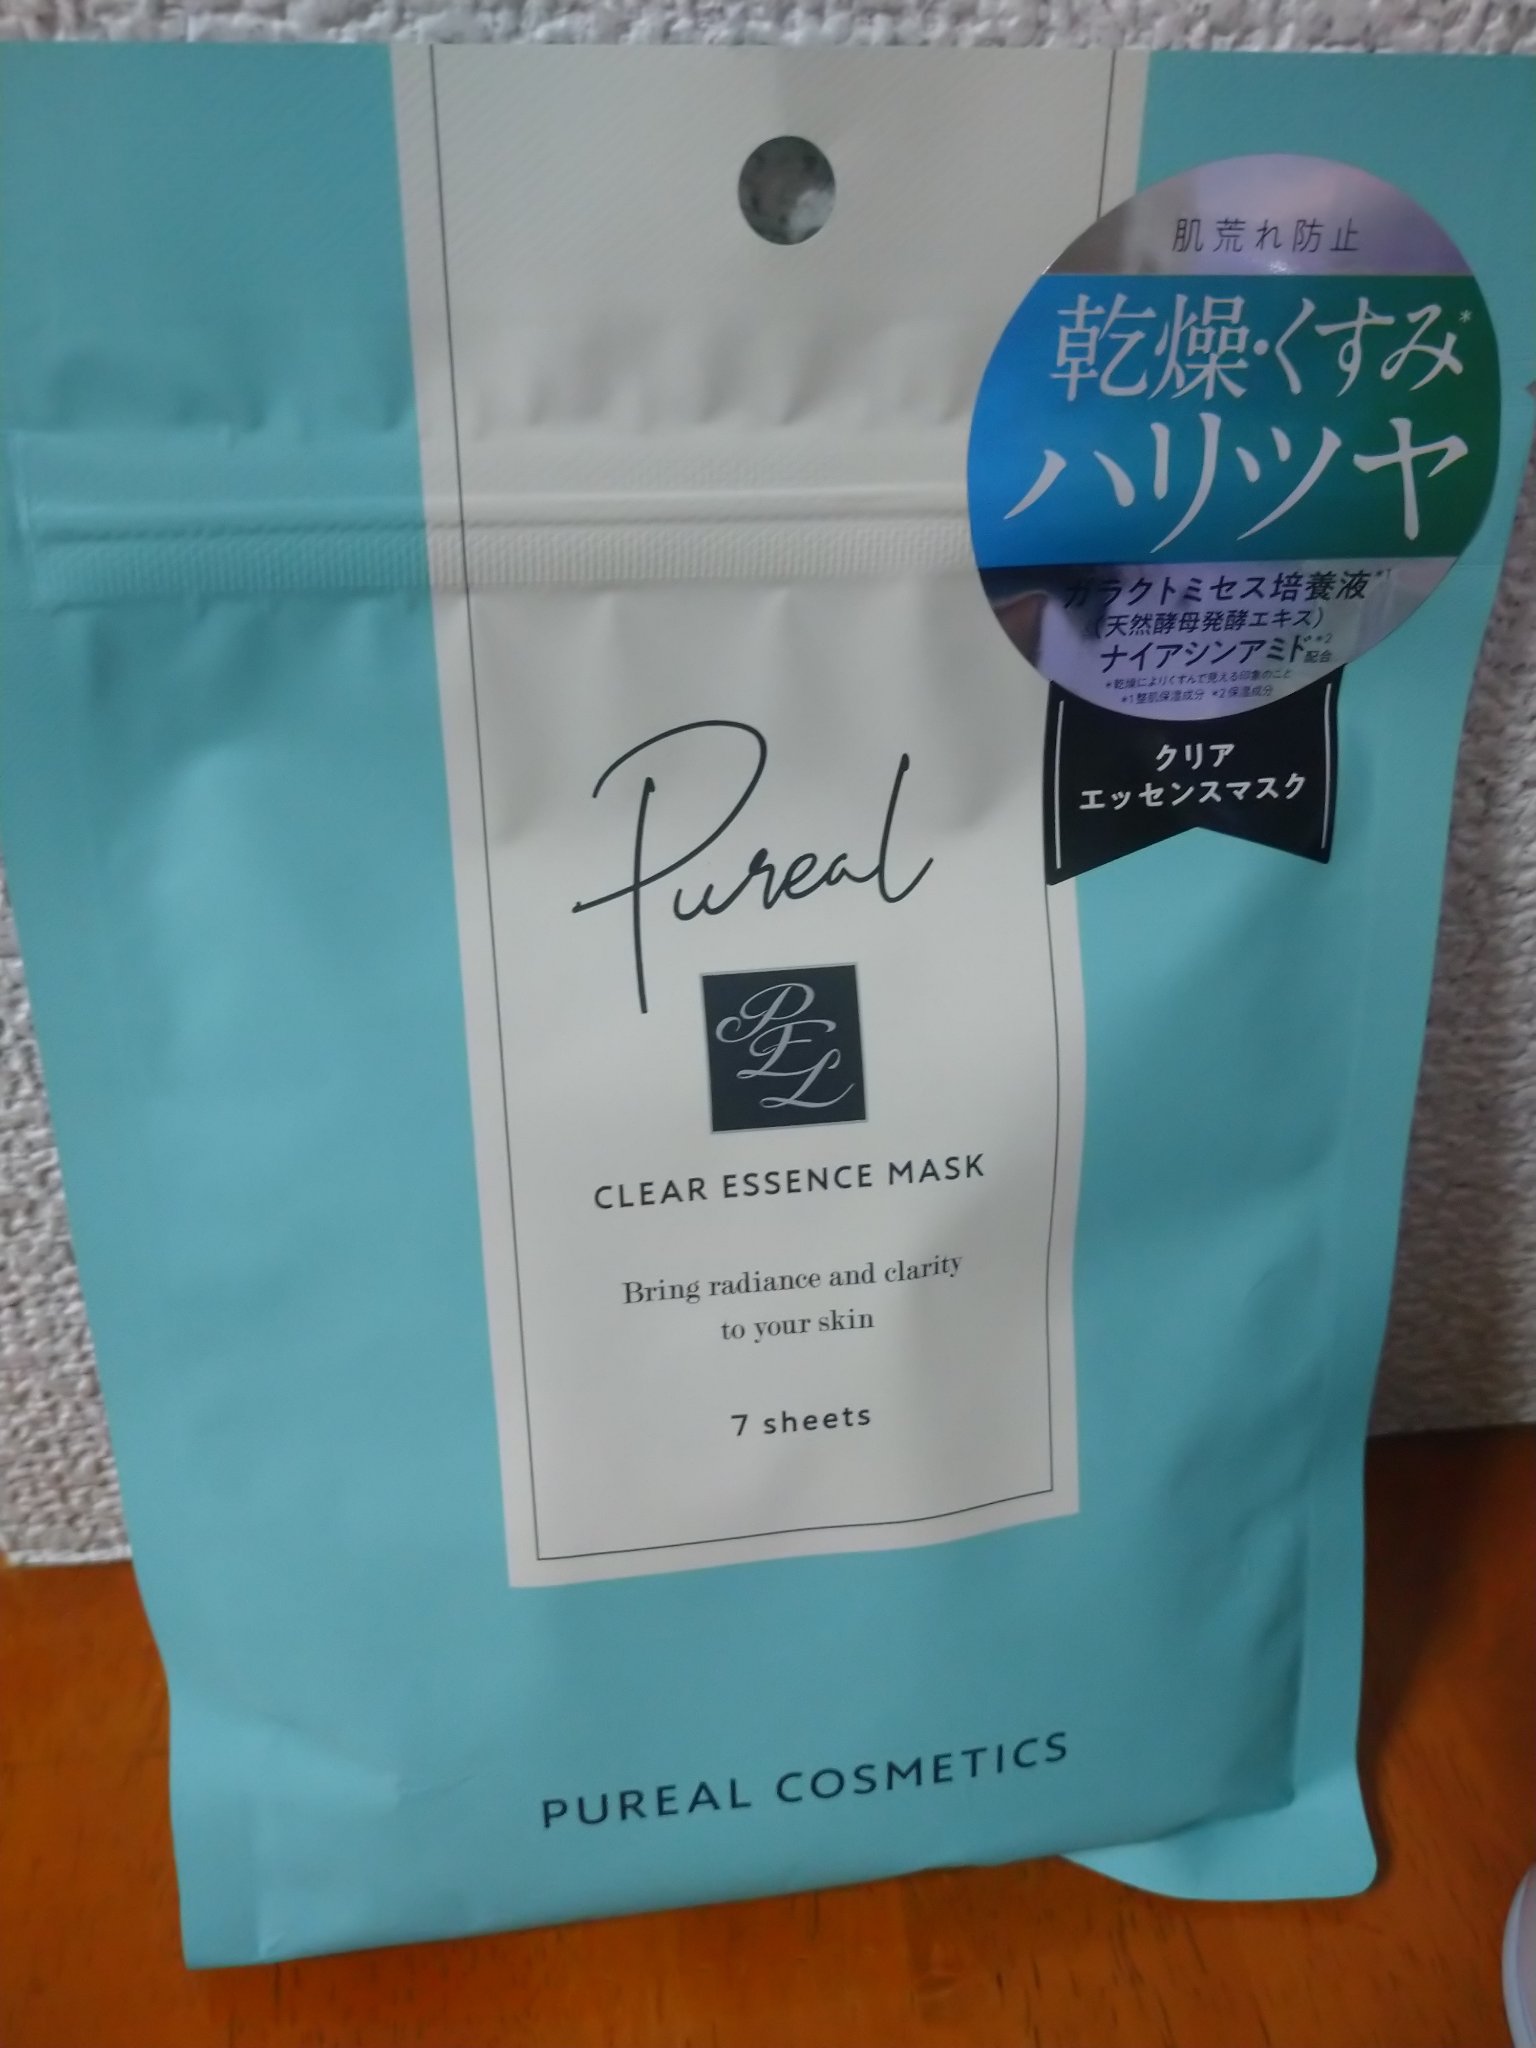 肌荒れ防止
乾燥・くすみ*
ハリツヤ
ガラクトミセス培養液*1
(天然酵母発酵エキス)
ナイアシンアミド*2配合
*乾燥によりくすんで見える印象のこと
*1整肌保湿成分 *2保湿成分
クリア
エッセンスマスク
Pureal
PEL
CLEAR ESSENCE MASK
Bring radiance and clarity
to your skin
7 sheets
PUREAL COSMETICS